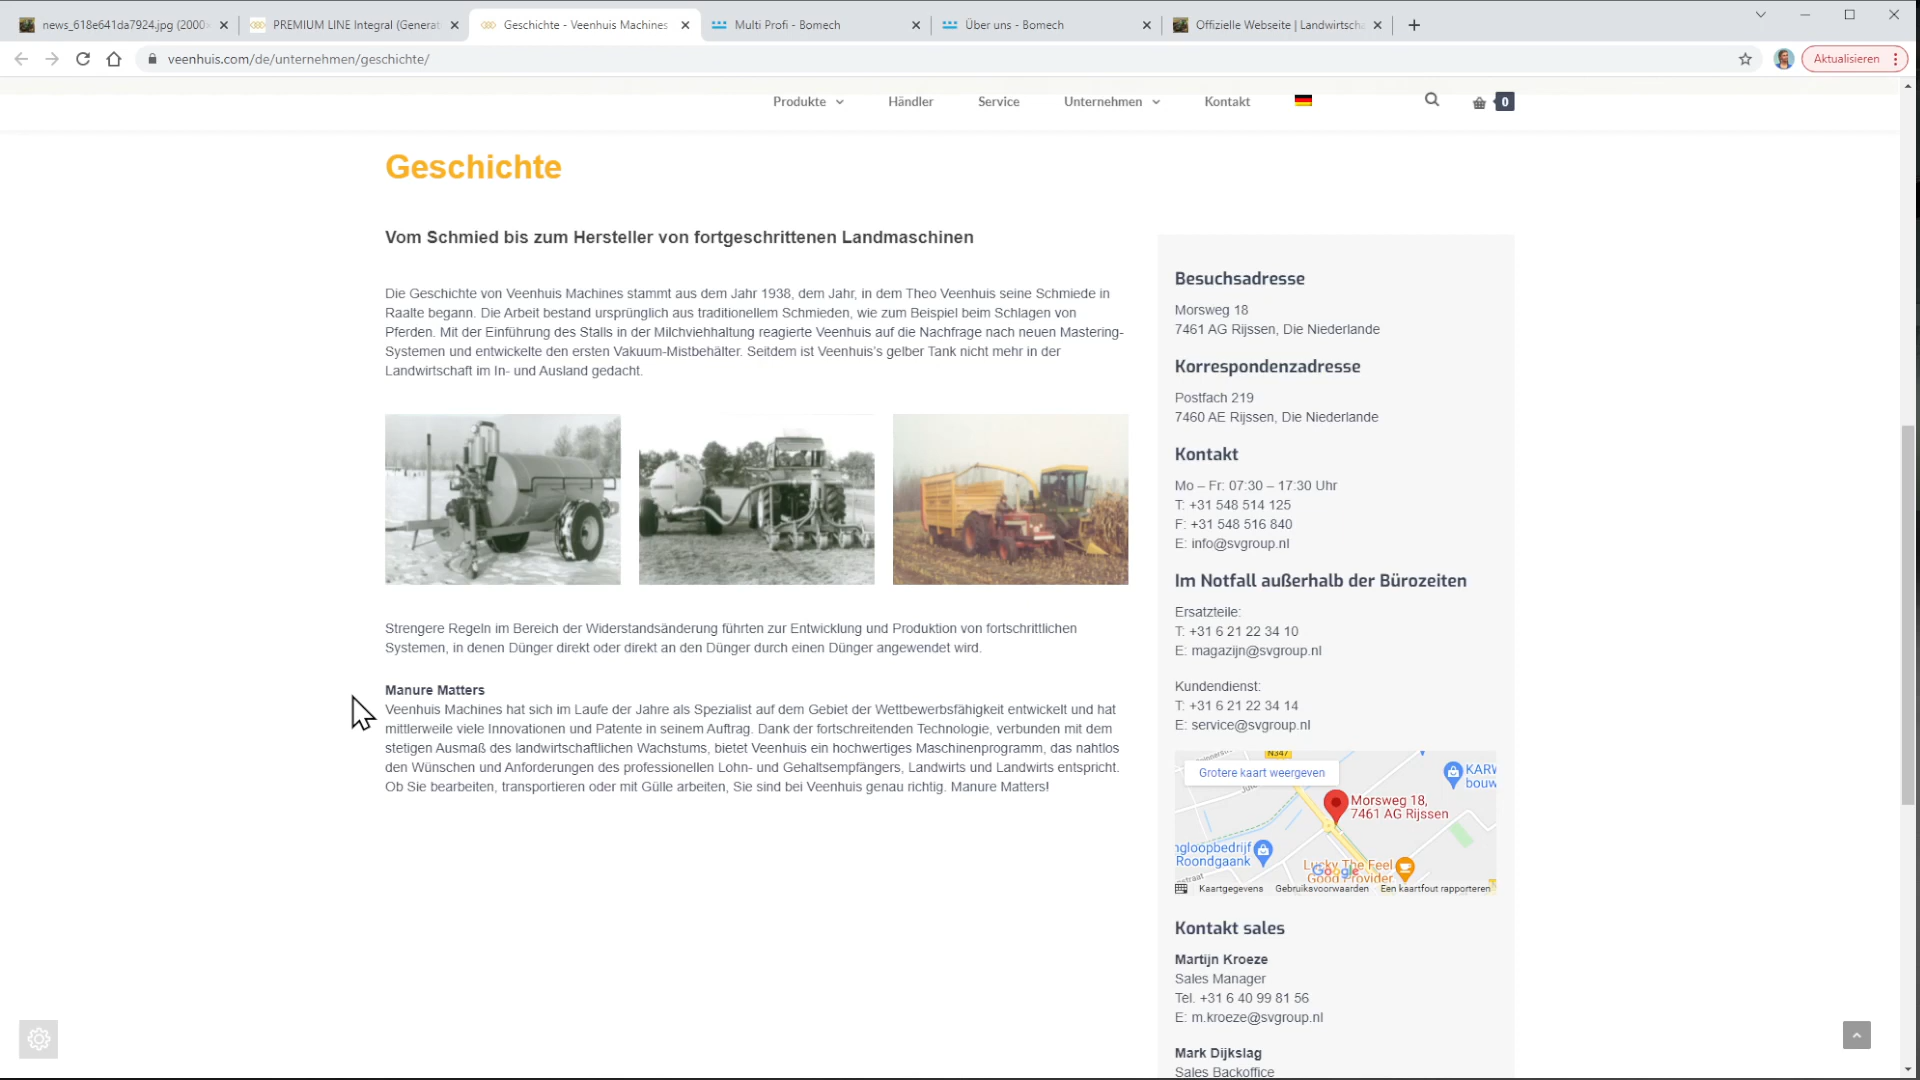 news_618e641da7924.jpg (2000
PREMIUM LINE Integral (Generat
Geschichte - Veenhuis Machines
Multi Profi - Bomech
Über uns - Bomech
Offizielle Webseite | Landwirtscha
veenhuis.com/de/unternehmen/geschichte/
Aktualisieren
Produkte
Händler
Service
Unternehmen
Kontakt
0
Geschichte
Vom Schmied bis zum Hersteller von fortgeschrittenen Landmaschinen
Die Geschichte von Veenhuis Machines stammt aus dem Jahr 1938, dem Jahr, in dem Theo Veenhuis seine Schmiede in
Raalte begann. Die Arbeit bestand ursprünglich aus traditionellem Schmieden, wie zum Beispiel beim Schlagen von
Pferden. Mit der Einführung des Stalls in der Milchviehhaltung reagierte Veenhuis auf die Nachfrage nach neuen Mastering-
Systemen und entwickelte den ersten Vakuum-Mistbehälter. Seitdem ist Veenhuis's gelber Tank nicht mehr in der
Landwirtschaft im In- und Ausland gedacht.
Strengere Regeln im Bereich der Widerstandsänderung führten zur Entwicklung und Produktion von fortschrittlichen
Systemen, in denen Dünger direkt oder direkt an den Dünger durch einen Dünger angewendet wird.
Manure Matters
Veenhuis Machines hat sich im Laufe der Jahre als Spezialist auf dem Gebiet der Wettbewerbsfähigkeit entwickelt und hat
mittlerweile viele Innovationen und Patente in seinem Auftrag. Dank der fortschreitenden Technologie, verbunden mit dem
stetigen Ausmaß des landwirtschaftlichen Wachstums, bietet Veenhuis ein hochwertiges Maschinenprogramm, das nahtlos
den Wünschen und Anforderungen des professionellen Lohn- und Gehaltsempfängers, Landwirts und Landwirts entspricht.
Ob Sie bearbeiten, transportieren oder mit Gülle arbeiten, Sie sind bei Veenhuis genau richtig. Manure Matters!
Besuchsadresse
Morsweg 18
7461 AG Rijssen, Die Niederlande
Korrespondenzadresse
Postfach 219
7460 AE Rijssen, Die Niederlande
Kontakt
Mo – Fr: 07:30 – 17:30 Uhr
T: +31 548 514 125
F: +31 548 516 840
E: info@svgroup.nl
Im Notfall außerhalb der Bürozeiten
Ersatzteile:
T: +31 6 21 22 34 10
E: magazijn@svgroup.nl
Kundendienst:
T: +31 6 21 22 34 14
E: service@svgroup.nl
N347
Grotere kaart weergeven
KARW
bouw
Morsweg 18,
7461 AG Rijssen
ngloopbedrijf
Roondgaank
Lucky The Feel
Good Provider.
Google
Kaartgegevens
Gebruiksvoorwaarden
Een kaartfout rapporteren
Kontakt sales
Martijn Kroeze
Sales Manager
Tel. +31 6 40 99 81 56
E: m.kroeze@svgroup.nl
Mark Dijkslag
Sales Backoffice